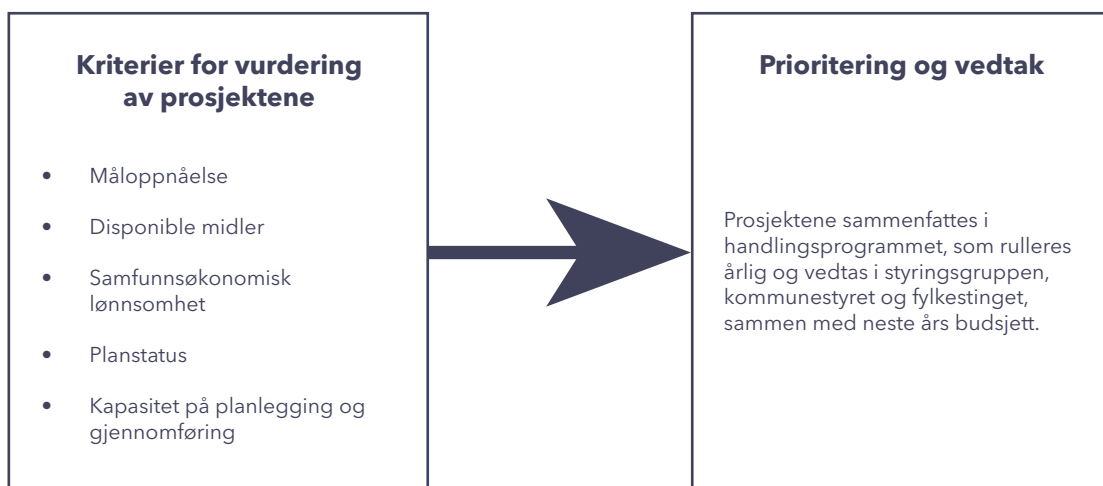 Kriterier for vurdering
av prosjektene
• Måloppnåelse
• Disponible midler
• Samfunnsøkonomisk
lønnsomhet
• Planstatus
• Kapasitet på planlegging og
gjennomføring
Prioritering og vedtak
Prosjektene sammenfattes i
handlingsprogrammet, som rulleres
årlig og vedtas i styringsgruppen,
kommunestyret og fylkestinget,
sammen med neste års budsjett.